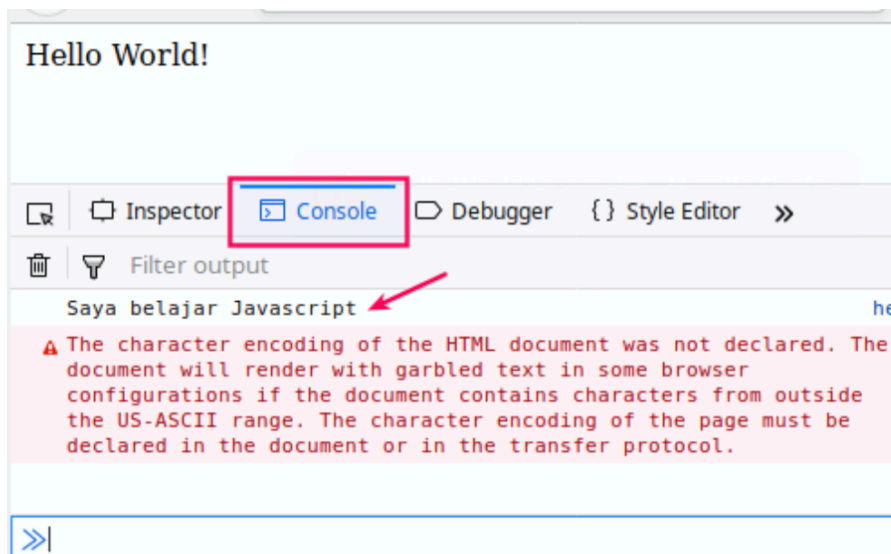 Hello World!
Inspector Console Debugger {} Style Editor »
Filter output
Saya belajar Javascript he
The character encoding of the HTML document was not declared. The
document will render with garbled text in some browser
configurations if the document contains characters from outside
the US-ASCII range. The character encoding of the page must be
declared in the document or in the transfer protocol.
»